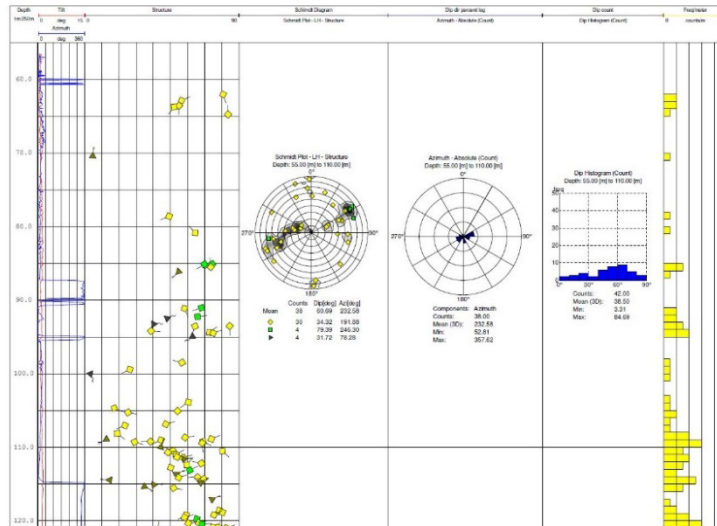 Depth
Tilt
Structure
Schmidt Diagram
Dip dir percent log
Dip count
Freq/meter
0 deg 15
0 90
Schmidt Plot - LH - Structure
Azimuth - Absolute (Count)
Dip Histogram (Count)
0 counts/m
Azimuth
0 deg 360
60.0
70.0
80.0
90.0
100.0
110.0
120.0
Schmidt Plot - LH - Structure
Depth: 55.00 [m] to 110.00 [m]
0°
270°
90°
180°
Counts Dip[deg] Azi[deg]
Mean 38 60.69 232.58
30 34.32 191.58
4 79.39 246.30
4 31.72 78.28
Azimuth - Absolute (Count)
Depth: 55.00 [m] to 110.00 [m]
0°
270°
90°
180°
Components: Azimuth
Counts: 38.00
Mean (3D): 232.58
Min: 52.81
Max: 357.62
Dip Histogram (Count)
Depth: 55.00 [m] to 110.00 [m]
freq
50
40
30
20
10
0° 30° 60° 90°
Counts: 42.00
Mean (3D): 38.50
Min: 3.31
Max: 84.69